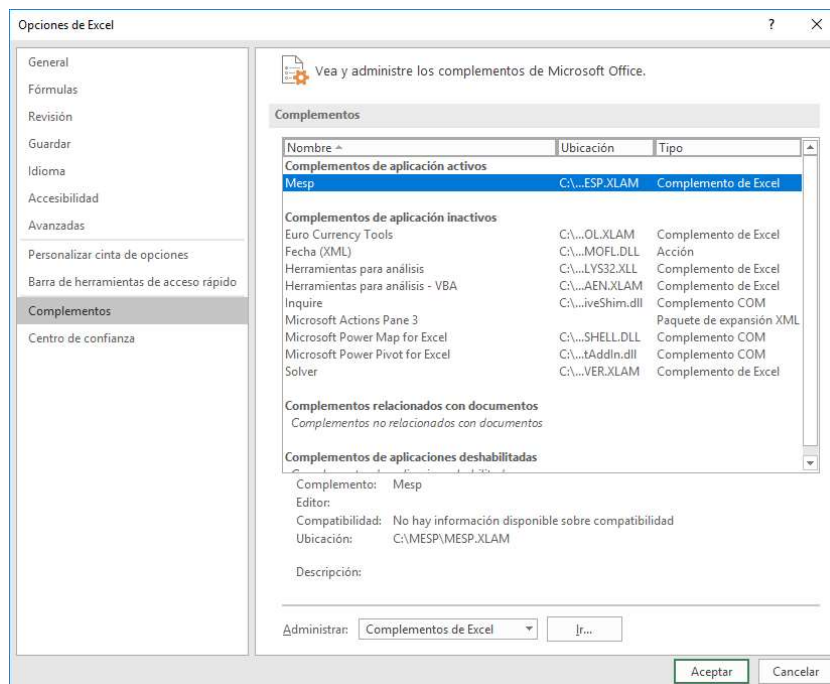 Opciones de Excel ? ×
General
Fórmulas
Revisión
Guardar
Idioma
Accesibilidad
Avanzadas
Personalizar cinta de opciones
Barra de herramientas de acceso rápido
Complementos
Centro de confianza
Vea y administre los complementos de Microsoft Office.
Complementos
Nombre Ubicación Tipo
Complementos de aplicación activos
Mesp C:\...ESP.XLAM Complemento de Excel
Complementos de aplicación inactivos
Euro Currency Tools C:\...OL.XLAM Complemento de Excel
Fecha (XML) C:\...MOFL.DLL Acción
Herramientas para análisis C:\...LYS32.XLL Complemento de Excel
Herramientas para análisis - VBA C:\...AEN.XLAM Complemento de Excel
Inquire C:\...iveShim.dll Complemento COM
Microsoft Actions Pane 3 Paquete de expansión XML
Microsoft Power Map for Excel C:\...SHELL.DLL Complemento COM
Microsoft Power Pivot for Excel C:\...tAddIn.dll Complemento COM
Solver C:\...VER.XLAM Complemento de Excel
Complementos relacionados con documentos
Complementos no relacionados con documentos
Complementos de aplicaciones deshabilitadas
Complemento: Mesp
Editor:
Compatibilidad: No hay información disponible sobre compatibilidad
Ubicación: C:\MESP\MESP.XLAM
Descripción:
Administrar: Complementos de Excel Ir...
Aceptar Cancelar